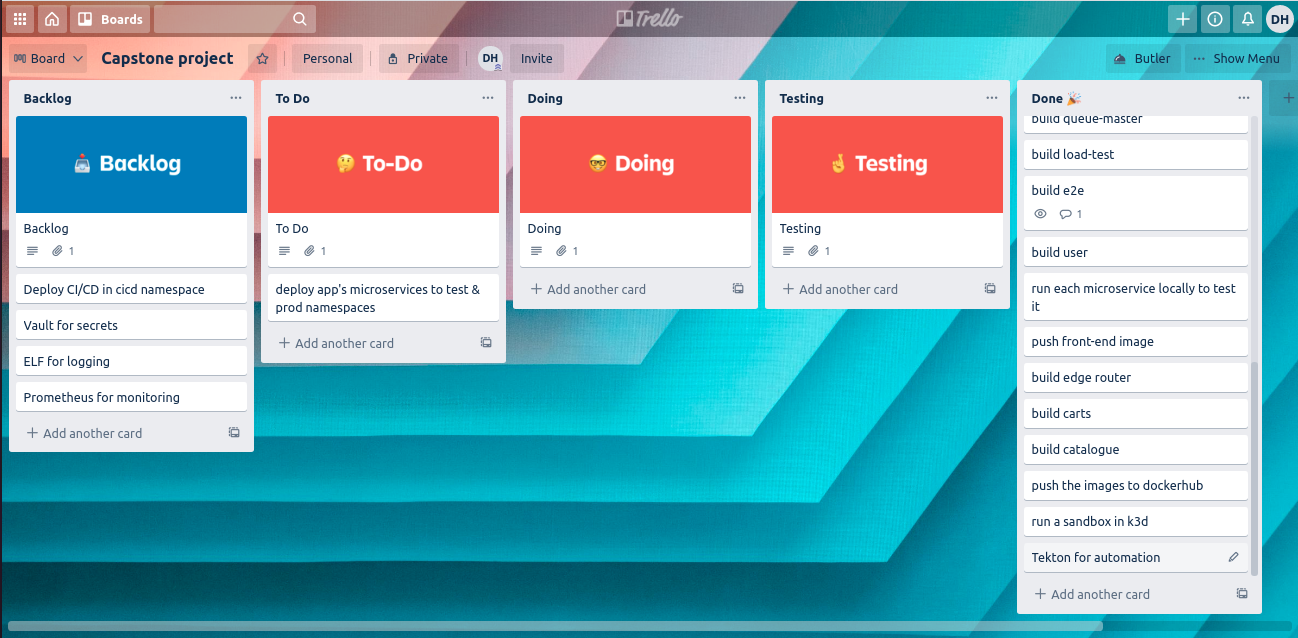 Boards
Trello
DH
Board
Capstone project
Personal
Private
DH
Invite
Butler
Show Menu
Backlog
Backlog
Backlog
1
Deploy CI/CD in cicd namespace
Vault for secrets
ELF for logging
Prometheus for monitoring
Add another card
To Do
To-Do
To Do
1
deploy app's microservices to test &
prod namespaces
Add another card
Doing
Doing
Doing
1
Add another card
Testing
Testing
Testing
1
Add another card
Done 🎉
build queue-master
build load-test
build e2e
1
build user
run each microservice locally to test
it
push front-end image
build edge router
build carts
build catalogue
push the images to dockerhub
run a sandbox in k3d
Tekton for automation
Add another card